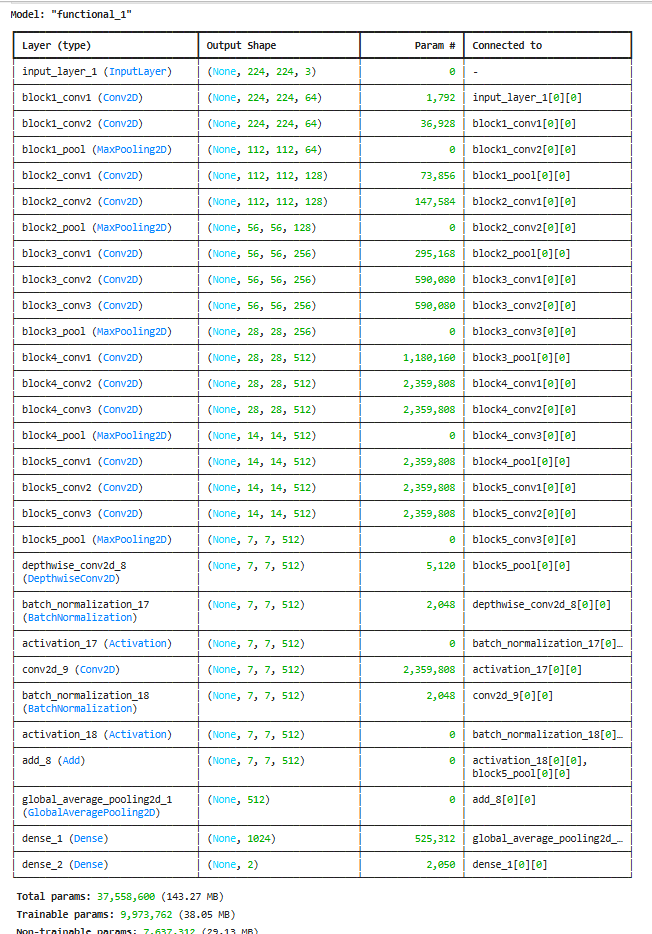 Model: "functional_1"
Layer (type) Output Shape Param # Connected to
input_layer_1 (InputLayer) (None, 224, 224, 3) 0 -
block1_conv1 (Conv2D) (None, 224, 224, 64) 1,792 input_layer_1[0][0]
block1_conv2 (Conv2D) (None, 224, 224, 64) 36,928 block1_conv1[0][0]
block1_pool (MaxPooling2D) (None, 112, 112, 64) 0 block1_conv2[0][0]
block2_conv1 (Conv2D) (None, 112, 112, 128) 73,856 block1_pool[0][0]
block2_conv2 (Conv2D) (None, 112, 112, 128) 147,584 block2_conv1[0][0]
block2_pool (MaxPooling2D) (None, 56, 56, 128) 0 block2_conv2[0][0]
block3_conv1 (Conv2D) (None, 56, 56, 256) 295,168 block2_pool[0][0]
block3_conv2 (Conv2D) (None, 56, 56, 256) 590,080 block3_conv1[0][0]
block3_conv3 (Conv2D) (None, 56, 56, 256) 590,080 block3_conv2[0][0]
block3_pool (MaxPooling2D) (None, 28, 28, 256) 0 block3_conv3[0][0]
block4_conv1 (Conv2D) (None, 28, 28, 512) 1,180,160 block3_pool[0][0]
block4_conv2 (Conv2D) (None, 28, 28, 512) 2,359,808 block4_conv1[0][0]
block4_conv3 (Conv2D) (None, 28, 28, 512) 2,359,808 block4_conv2[0][0]
block4_pool (MaxPooling2D) (None, 14, 14, 512) 0 block4_conv3[0][0]
block5_conv1 (Conv2D) (None, 14, 14, 512) 2,359,808 block4_pool[0][0]
block5_conv2 (Conv2D) (None, 14, 14, 512) 2,359,808 block5_conv1[0][0]
block5_conv3 (Conv2D) (None, 14, 14, 512) 2,359,808 block5_conv2[0][0]
block5_pool (MaxPooling2D) (None, 7, 7, 512) 0 block5_conv3[0][0]
depthwise_conv2d_8 (None, 7, 7, 512) 5,120 block5_pool[0][0]
(DepthwiseConv2D)
batch_normalization_17 (None, 7, 7, 512) 2,048 depthwise_conv2d_8[0][0]
(BatchNormalization)
activation_17 (Activation) (None, 7, 7, 512) 0 batch_normalization_17[0]…
conv2d_9 (Conv2D) (None, 7, 7, 512) 2,359,808 activation_17[0][0]
batch_normalization_18 (None, 7, 7, 512) 2,048 conv2d_9[0][0]
(BatchNormalization)
activation_18 (Activation) (None, 7, 7, 512) 0 batch_normalization_18[0]…
add_8 (Add) (None, 7, 7, 512) 0 activation_18[0][0],
block5_pool[0][0]
global_average_pooling2d_1 (None, 512) 0 add_8[0][0]
(GlobalAveragePooling2D)
dense_1 (Dense) (None, 1024) 525,312 global_average_pooling2d_…
dense_2 (Dense) (None, 2) 2,050 dense_1[0][0]
Total params: 37,558,600 (143.27 MB)
Trainable params: 9,973,762 (38.05 MB)
Non-trainable params: 7,637,312 (29.13 MB)